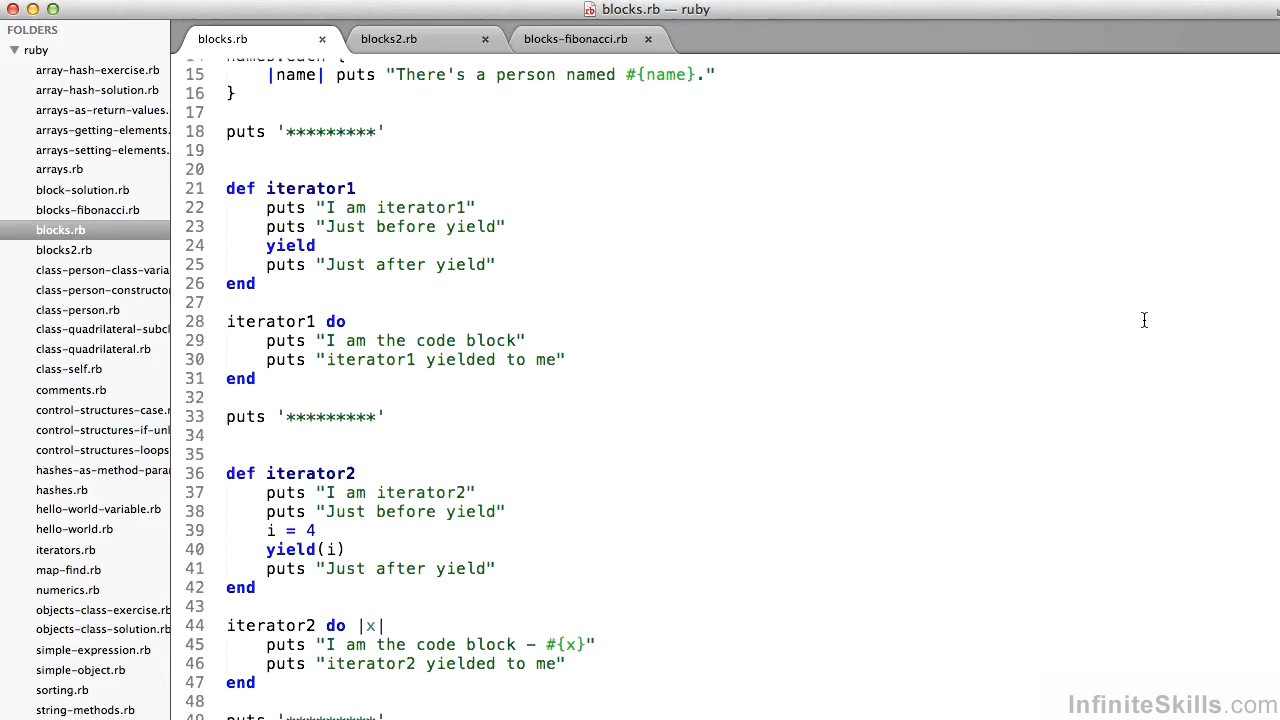 blocks.rb — ruby
FOLDERS
ruby
array-hash-exercise.rb
array-hash-solution.rb
arrays-as-return-values.
arrays-getting-elements.
arrays-setting-elements.
arrays.rb
block-solution.rb
blocks-fibonacci.rb
blocks.rb
blocks2.rb
class-person-class-varia
class-person-constructo
class-person.rb
class-quadrilateral-subcl
class-quadrilateral.rb
class-self.rb
comments.rb
control-structures-case.r
control-structures-if-unl
control-structures-loops
hashes-as-method-para
hashes.rb
hello-world-variable.rb
hello-world.rb
iterators.rb
map-find.rb
numerics.rb
objects-class-exercise.rb
objects-class-solution.rb
simple-expression.rb
simple-object.rb
sorting.rb
string-methods.rb
blocks.rb × blocks2.rb × blocks-fibonacci.rb ×
14 names.each {
15 |name| puts "There's a person named #{name}."
16 }
17
18 puts '*********'
19
20
21 def iterator1
22 puts "I am iterator1"
23 puts "Just before yield"
24 yield
25 puts "Just after yield"
26 end
27
28 iterator1 do
29 puts "I am the code block"
30 puts "iterator1 yielded to me"
31 end
32
33 puts '*********'
34
35
36 def iterator2
37 puts "I am iterator2"
38 puts "Just before yield"
39 i = 4
40 yield(i)
41 puts "Just after yield"
42 end
43
44 iterator2 do |x|
45 puts "I am the code block – #{x}"
46 puts "iterator2 yielded to me"
47 end
48
49 puts '*********'
InfiniteSkills.com